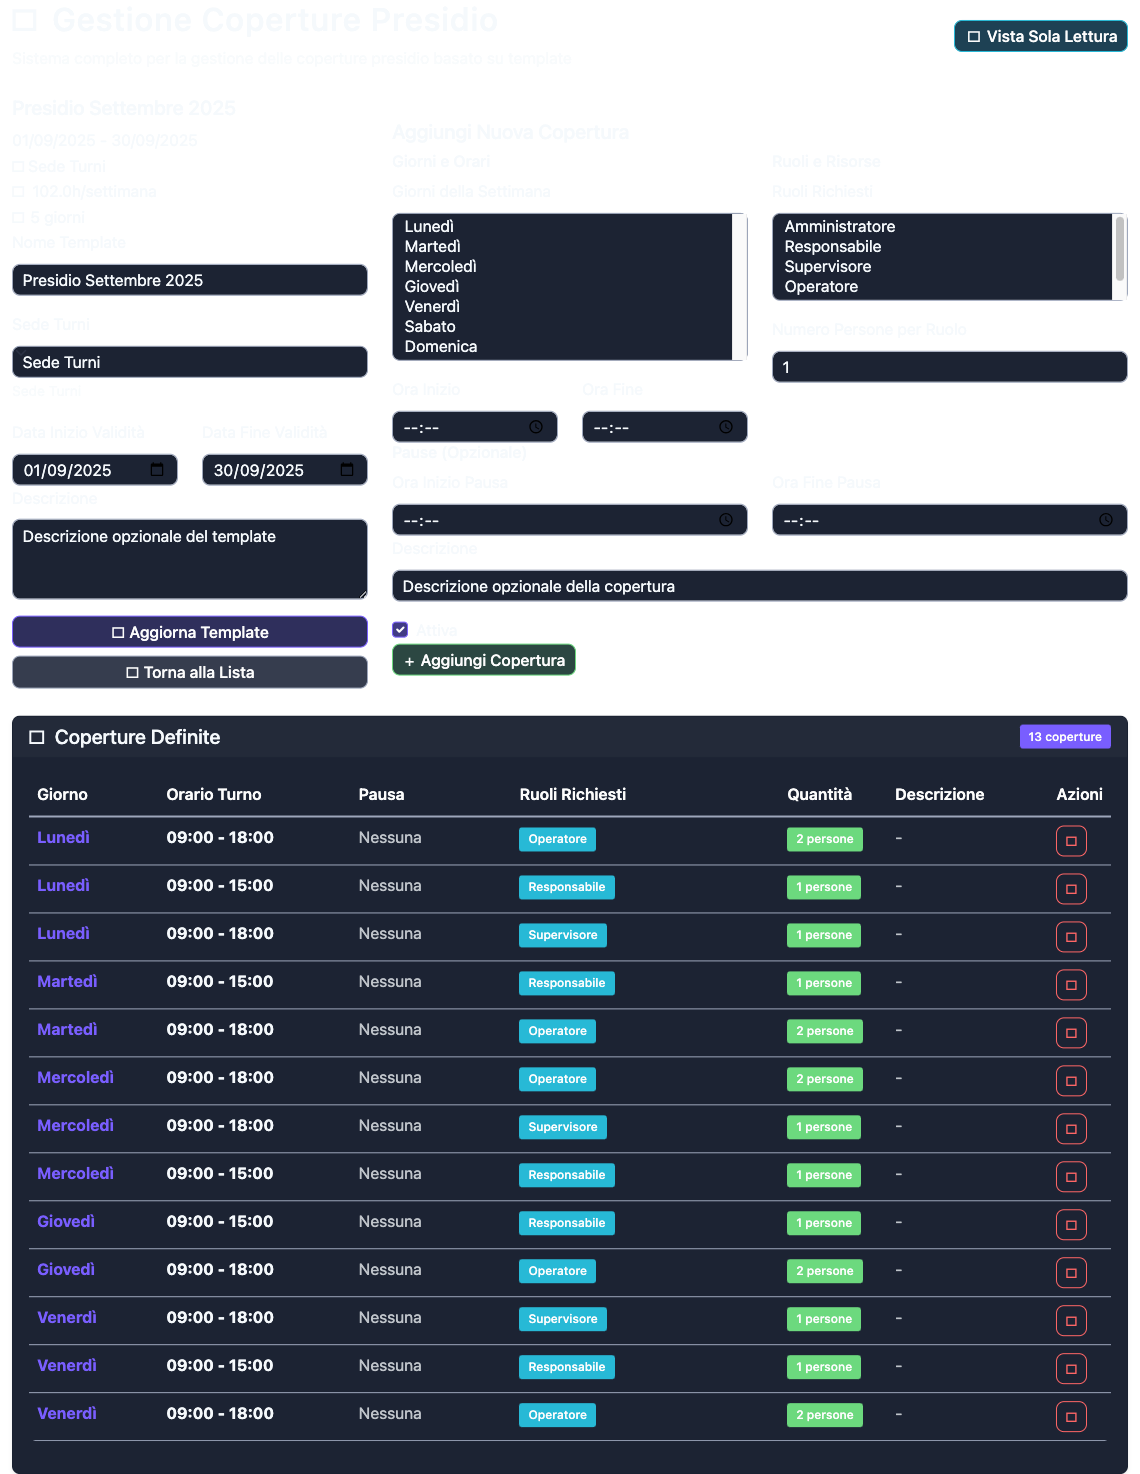 Gestione Coperture Presidio
Sistema completo per la gestione della coperture presidio basato su template
Vista Sola Lettura
Presidio Settembre 2025
01/09/2025 - 30/09/2025
Sede Turni
102.0h/settimana
5 giorni
Nome Template
Presidio Settembre 2025
Sede Turni
Sede Turni
Sede Turni
Data Inizio Validità Data Fine Validità
01/09/2025 30/09/2025
Descrizione
Descrizione opzionale del template
Aggiorna Template
Torna alla Lista
Aggiungi Nuova Copertura
Giorni e Orari
Giorni della Settimana
Lunedì
Martedì
Mercoledì
Giovedì
Venerdì
Sabato
Domenica
Ora Inizio Ora Fine
--:-- --:--
Ruoli e Risorse
Ruoli Richiesti
Amministratore
Responsabile
Supervisore
Operatore
Numero Persone per Ruolo
1
Pause (Opzionale)
Ora Inizio Pausa Ora Fine Pausa
--:-- --:--
Descrizione
Descrizione opzionale della copertura
Attiva
+ Aggiungi Copertura
Coperture Definite 13 coperture
Giorno Orario Turno Pausa Ruoli Richiesti Quantità Descrizione Azioni
Lunedì 09:00 - 18:00 Nessuna Operatore 2 persone -
Lunedì 09:00 - 15:00 Nessuna Responsabile 1 persone -
Lunedì 09:00 - 18:00 Nessuna Supervisore 1 persone -
Martedì 09:00 - 15:00 Nessuna Responsabile 1 persone -
Martedì 09:00 - 18:00 Nessuna Operatore 2 persone -
Mercoledì 09:00 - 18:00 Nessuna Operatore 2 persone -
Mercoledì 09:00 - 18:00 Nessuna Supervisore 1 persone -
Mercoledì 09:00 - 15:00 Nessuna Responsabile 1 persone -
Giovedì 09:00 - 15:00 Nessuna Responsabile 1 persone -
Giovedì 09:00 - 18:00 Nessuna Operatore 2 persone -
Venerdì 09:00 - 18:00 Nessuna Supervisore 1 persone -
Venerdì 09:00 - 15:00 Nessuna Responsabile 1 persone -
Venerdì 09:00 - 18:00 Nessuna Operatore 2 persone -